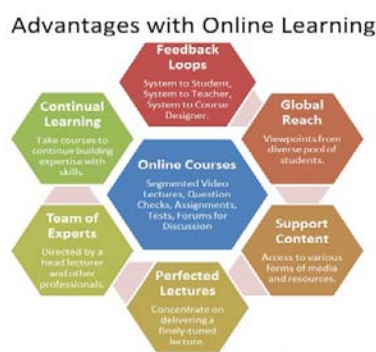 Advantages with Online Learning
Feedback
Loops
System to Student,
System to Teacher,
System to Course
Designer.
Global
Reach
Viewpoints from
diverse pool of
students.
Support
Content
Access to various
forms of media
and resources.
Perfected
Lectures
Concentrate on
delivering a
finely-tuned
lecture.
Team of
Experts
Directed by a
head lecturer
and other
professionals.
Continual
Learning
Take courses to
continue building
expertise with
skills.
Online Courses
Segmented Video
Lectures, Question
Checks, Assignments,
Tests, Forums for
Discussion